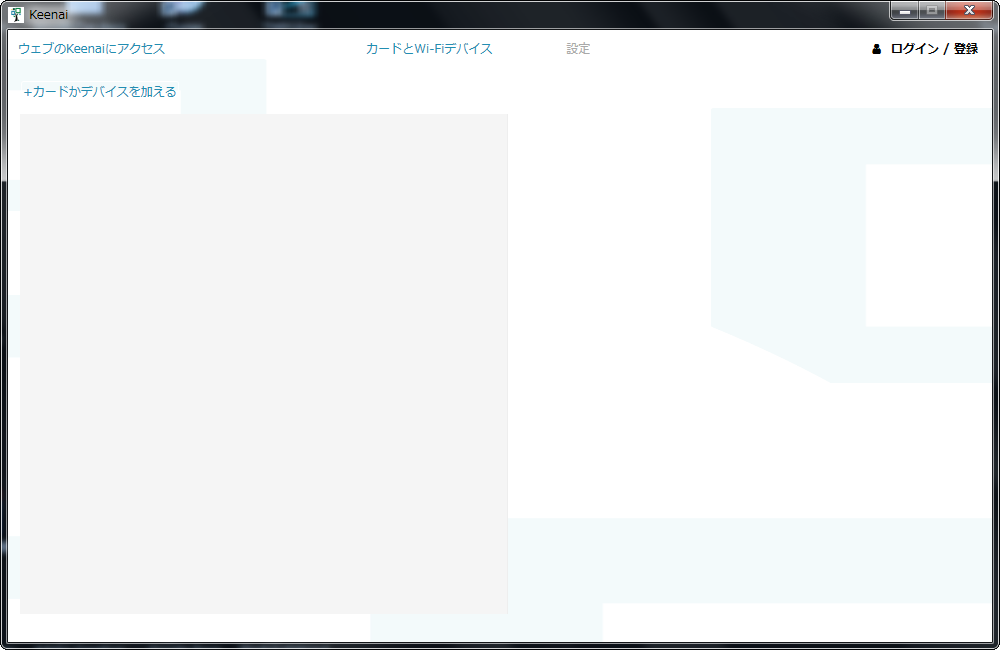 Keenai
ウェブのKeenaiにアクセス
カードとWi-Fiデバイス
設定
ログイン / 登録
+カードかデバイスを加える